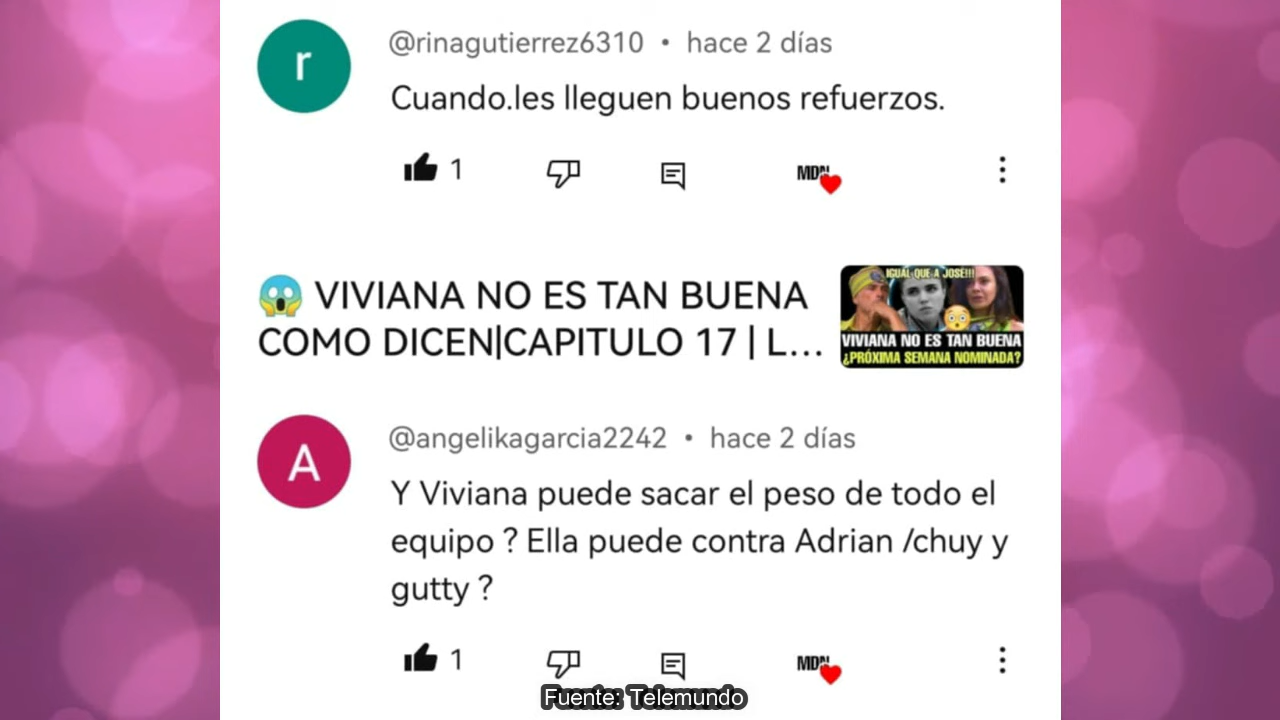 r
@rinagutierrez6310 • hace 2 días
Cuando.les lleguen buenos refuerzos.
1
MDN
😱 VIVIANA NO ES TAN BUENA
COMO DICEN|CAPITULO 17 | L...
IGUAL QUE A JOSE!!!
VIVIANA NO ES TAN BUENA
¿PRÓXIMA SEMANA NOMINADA?
A
@angelikagarcia2242 • hace 2 días
Y Viviana puede sacar el peso de todo el
equipo ? Ella puede contra Adrian /chuy y
gutty ?
1
MDN
Fuente: Telemundo